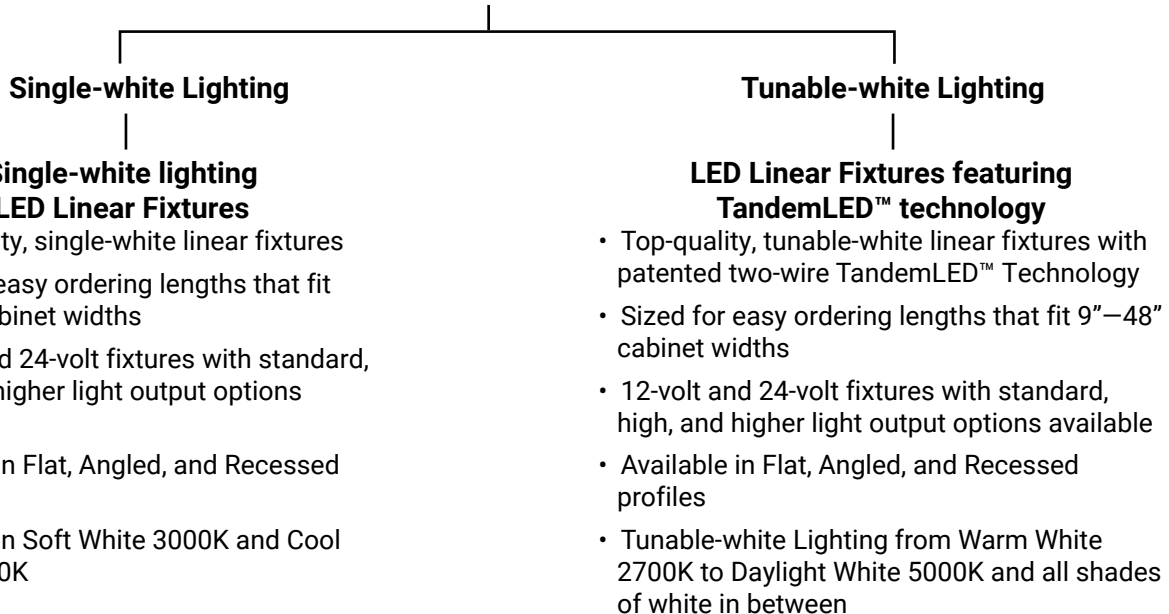 Single-white Lighting
Single-white lighting
LED Linear Fixtures
single-white linear fixtures
easy ordering lengths that fit
widths
24-volt fixtures with standard,
higher light output options
in Flat, Angled, and Recessed
in Soft White 3000K and Cool
Tunable-white Lighting
LED Linear Fixtures featuring
TandemLED™ technology
• Top-quality, tunable-white linear fixtures with
patented two-wire TandemLED™ Technology
• Sized for easy ordering lengths that fit 9”—48”
cabinet widths
• 12-volt and 24-volt fixtures with standard,
high, and higher light output options available
• Available in Flat, Angled, and Recessed
profiles
• Tunable-white Lighting from Warm White
2700K to Daylight White 5000K and all shades
of white in between